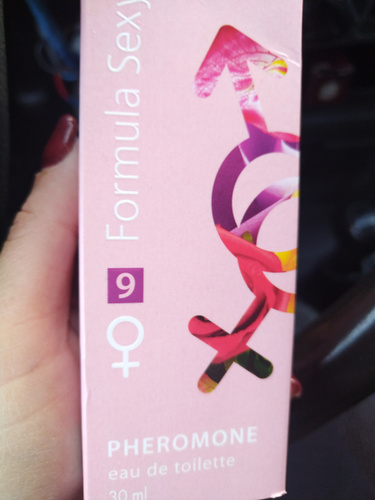 Formula Sexy
9
PHEROMONE
eau de toilette
30 ml